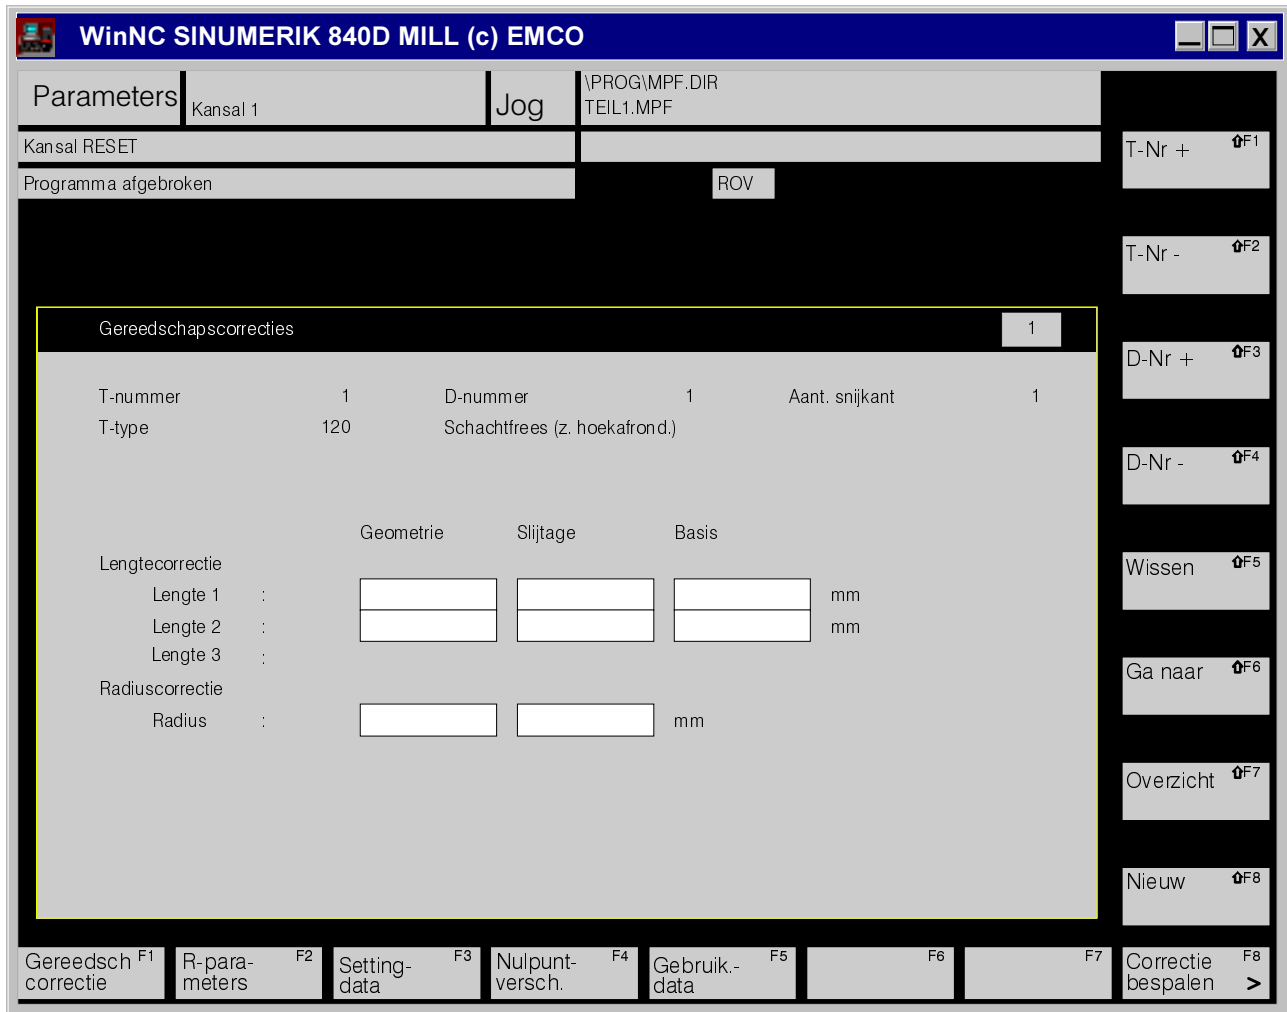 WinNC SINUMERIK 840D MILL (c) EMCO
Parameters
Kansal 1
Jog
\PROG\MPF.DIR
TEIL1.MPF
Kansal RESET
Programma afgebroken
ROV
Gereedschapscorrecties 1
T-nummer 1 D-nummer 1 Aant. snijkant 1
T-type 120 Schachtfrees (z. hoekafrond.)
Geometrie Slijtage Basis
Lengtecorrectie
Lengte 1 : mm
Lengte 2 : mm
Lengte 3 :
Radiuscorrectie
Radius : mm
T-Nr + ⇧F1
T-Nr - ⇧F2
D-Nr + ⇧F3
D-Nr - ⇧F4
Wissen ⇧F5
Ga naar ⇧F6
Overzicht ⇧F7
Nieuw ⇧F8
Gereedsch F1
correctie
R-para- F2
meters
Setting- F3
data
Nulpunt- F4
versch.
Gebruik.- F5
data
F6
F7
Correctie F8
bespalen >